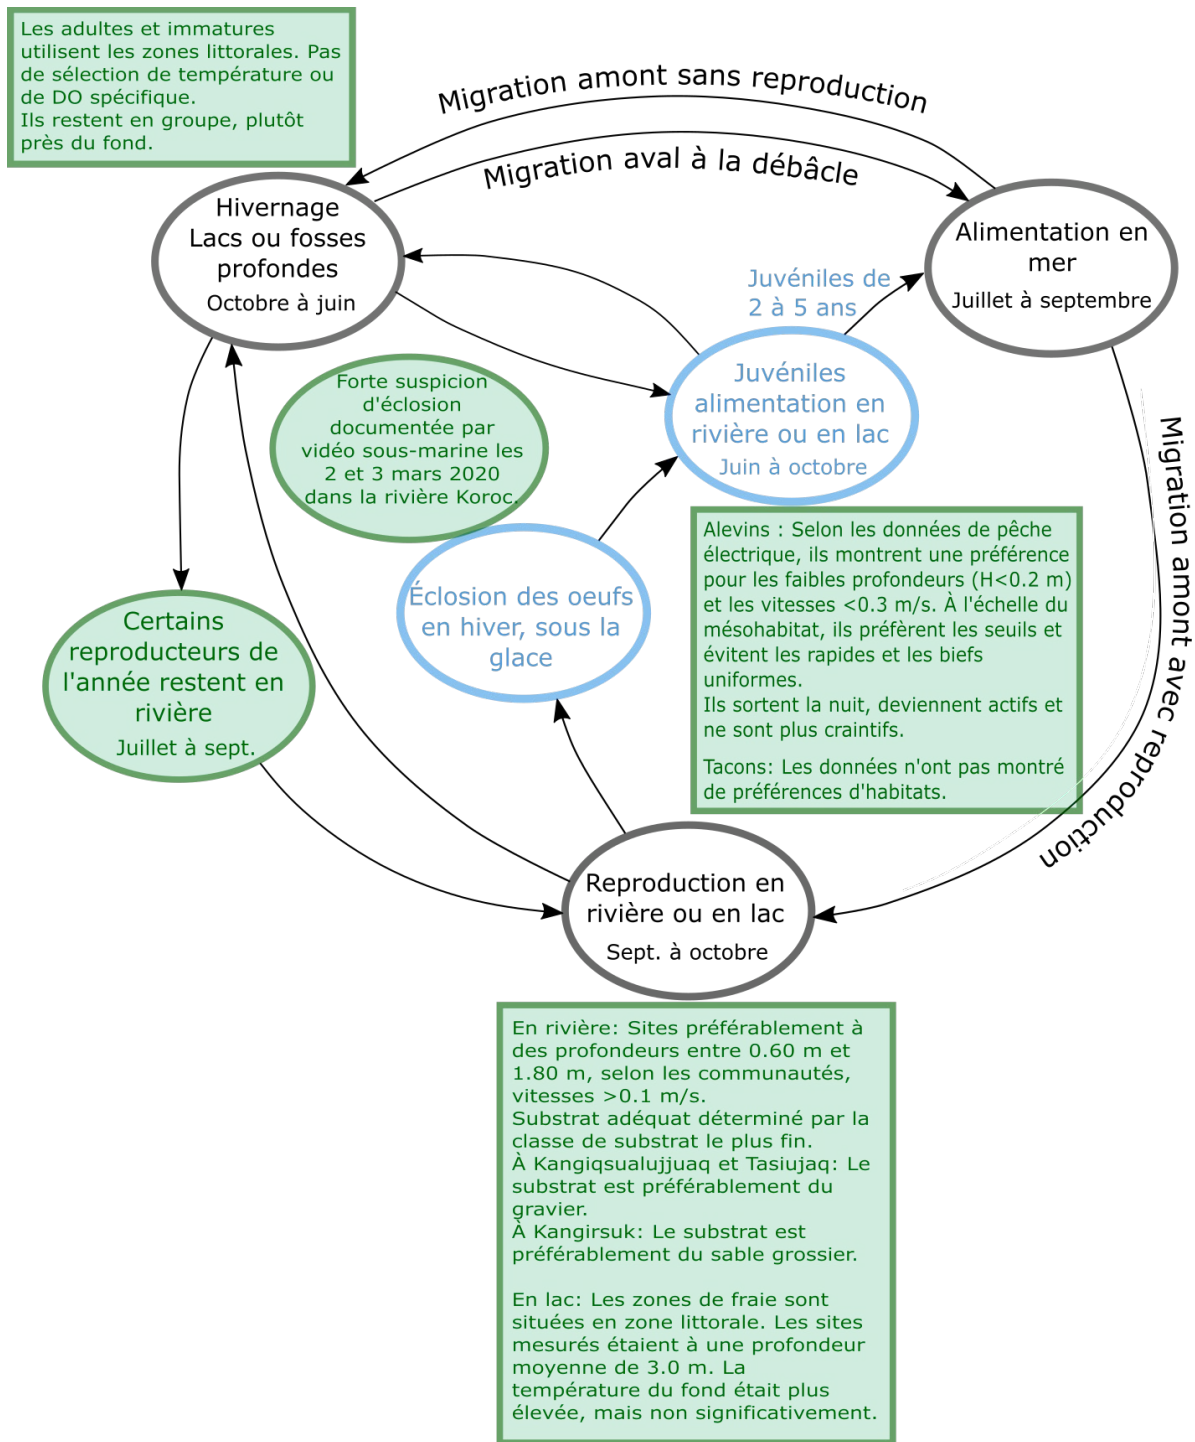 Les adultes et immatures
utilisent les zones littorales. Pas
de sélection de température ou
de DO spécifique.
Ils restent en groupe, plutôt
près du fond.
Migration amont sans reproduction
Migration aval à la débâcle
Hivernage
Lacs ou fosses
profondes
Octobre à juin
Alimentation en
mer
Juillet à septembre
Juvéniles de
2 à 5 ans
Juvéniles
alimentation en
rivière ou en lac
Juin à octobre
Forte suspicion
d'éclosion
documentée par
vidéo sous-marine les
2 et 3 mars 2020
dans la rivière Koroc.
Migration amont avec reproduction
Alevins : Selon les données de pêche
électrique, ils montrent une préférence
pour les faibles profondeurs (H<0.2 m)
et les vitesses <0.3 m/s. À l'échelle du
mésohabitat, ils préfèrent les seuils et
évitent les rapides et les biefs
uniformes.
Ils sortent la nuit, deviennent actifs et
ne sont plus craintifs.
Tacons: Les données n'ont pas montré
de préférences d'habitats.
Éclosion des oeufs
en hiver, sous la
glace
Certains
reproducteurs de
l'année restent en
rivière
Juillet à sept.
Reproduction en
rivière ou en lac
Sept. à octobre
En rivière: Sites préférablement à
des profondeurs entre 0.60 m et
1.80 m, selon les communautés,
vitesses >0.1 m/s.
Substrat adéquat déterminé par la
classe de substrat le plus fin.
À Kangiqsualujjuaq et Tasiujaq: Le
substrat est préférablement du
gravier.
À Kangirsuk: Le substrat est
préférablement du sable grossier.
En lac: Les zones de fraie sont
situées en zone littorale. Les sites
mesurés étaient à une profondeur
moyenne de 3.0 m. La
température du fond était plus
élevée, mais non significativement.